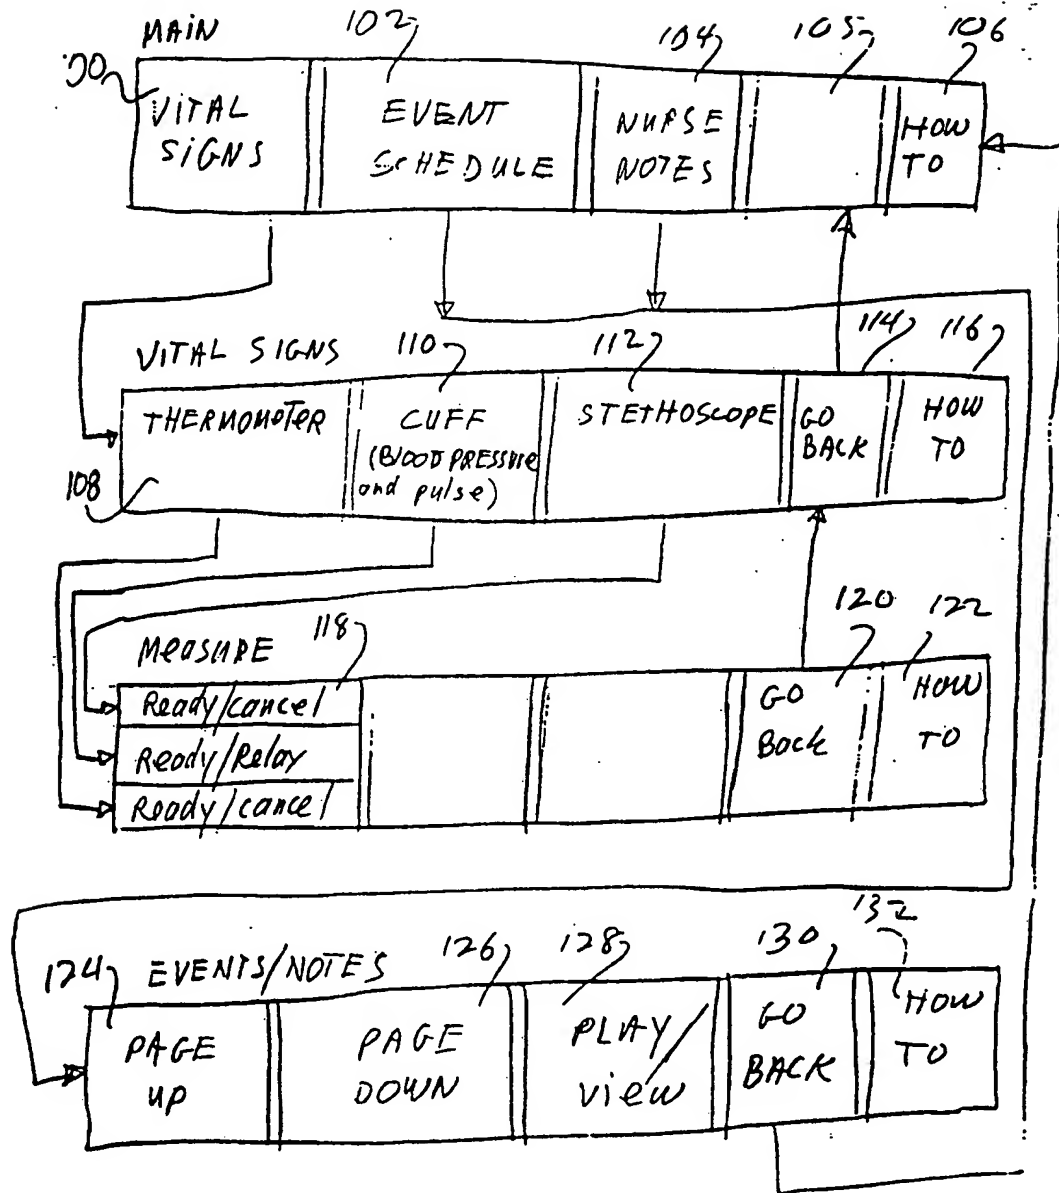 MAIN
102
104
105
106
00
VITAL
SIGNS
EVENT
SCHEDULE
NURSE
NOTES
HOW
TO
VITAL SIGNS
110
112
114
116
THERMOMETER
CUFF
(BLOOD PRESSURE
and pulse)
STETHOSCOPE
GO
BACK
HOW
TO
108
MEASURE
118
120
122
Ready/cancel
Ready/Relay
Ready/cancel
GO
Back
HOW
TO
124
EVENTS/NOTES
126
128
130
132
PAGE
UP
PAGE
DOWN
PLAY/
View
GO
BACK
HOW
TO